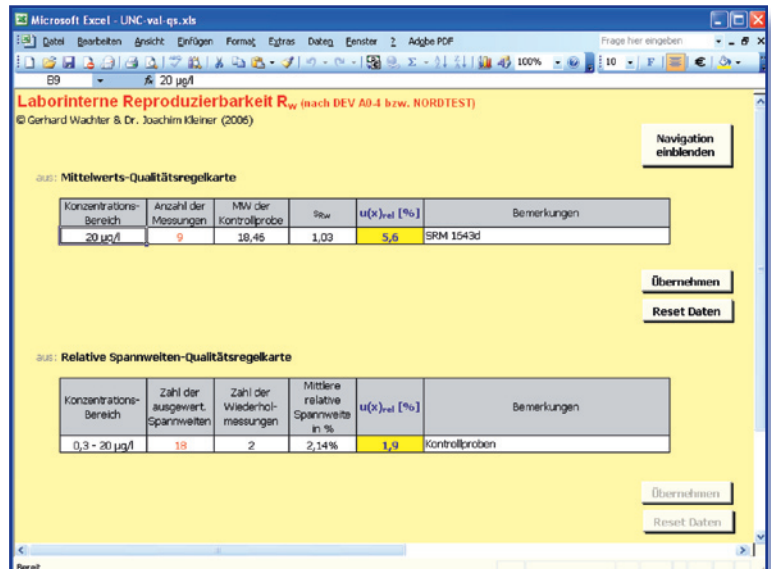 Microsoft Excel - UNC-val-qs.xls
Datei Bearbeiten Ansicht Einfügen Format Extras Daten Fenster ? Adobe PDF Frage hier eingeben
100% 10 F €
B9 fx 20 µg/l
Laborinterne Reproduzierbarkeit Rw (nach DEV A0-4 bzw. NORDTEST)
© Gerhard Wachter & Dr. Joachim Kleiner (2006)
Navigation
einblenden
aus: Mittelwerts-Qualitätsregelkarte
Konzentrations-
Bereich
Anzahl der
Messungen
MW der
Kontrollprobe
sRw
u(x)rel [%]
Bemerkungen
20 µg/l 9 18,46 1,03 5,6 SRM 1643d
Übernehmen
Reset Daten
aus: Relative Spannweiten-Qualitätsregelkarte
Konzentrations-
Bereich
Zahl der
ausgewert.
Spannweiten
Zahl der
Wiederhol-
messungen
Mittlere
relative
Spannweite
in %
u(x)rel [%]
Bemerkungen
0,3 - 20 µg/l 18 2 2,14% 1,9 Kontrollproben
Übernehmen
Reset Daten
Bereit